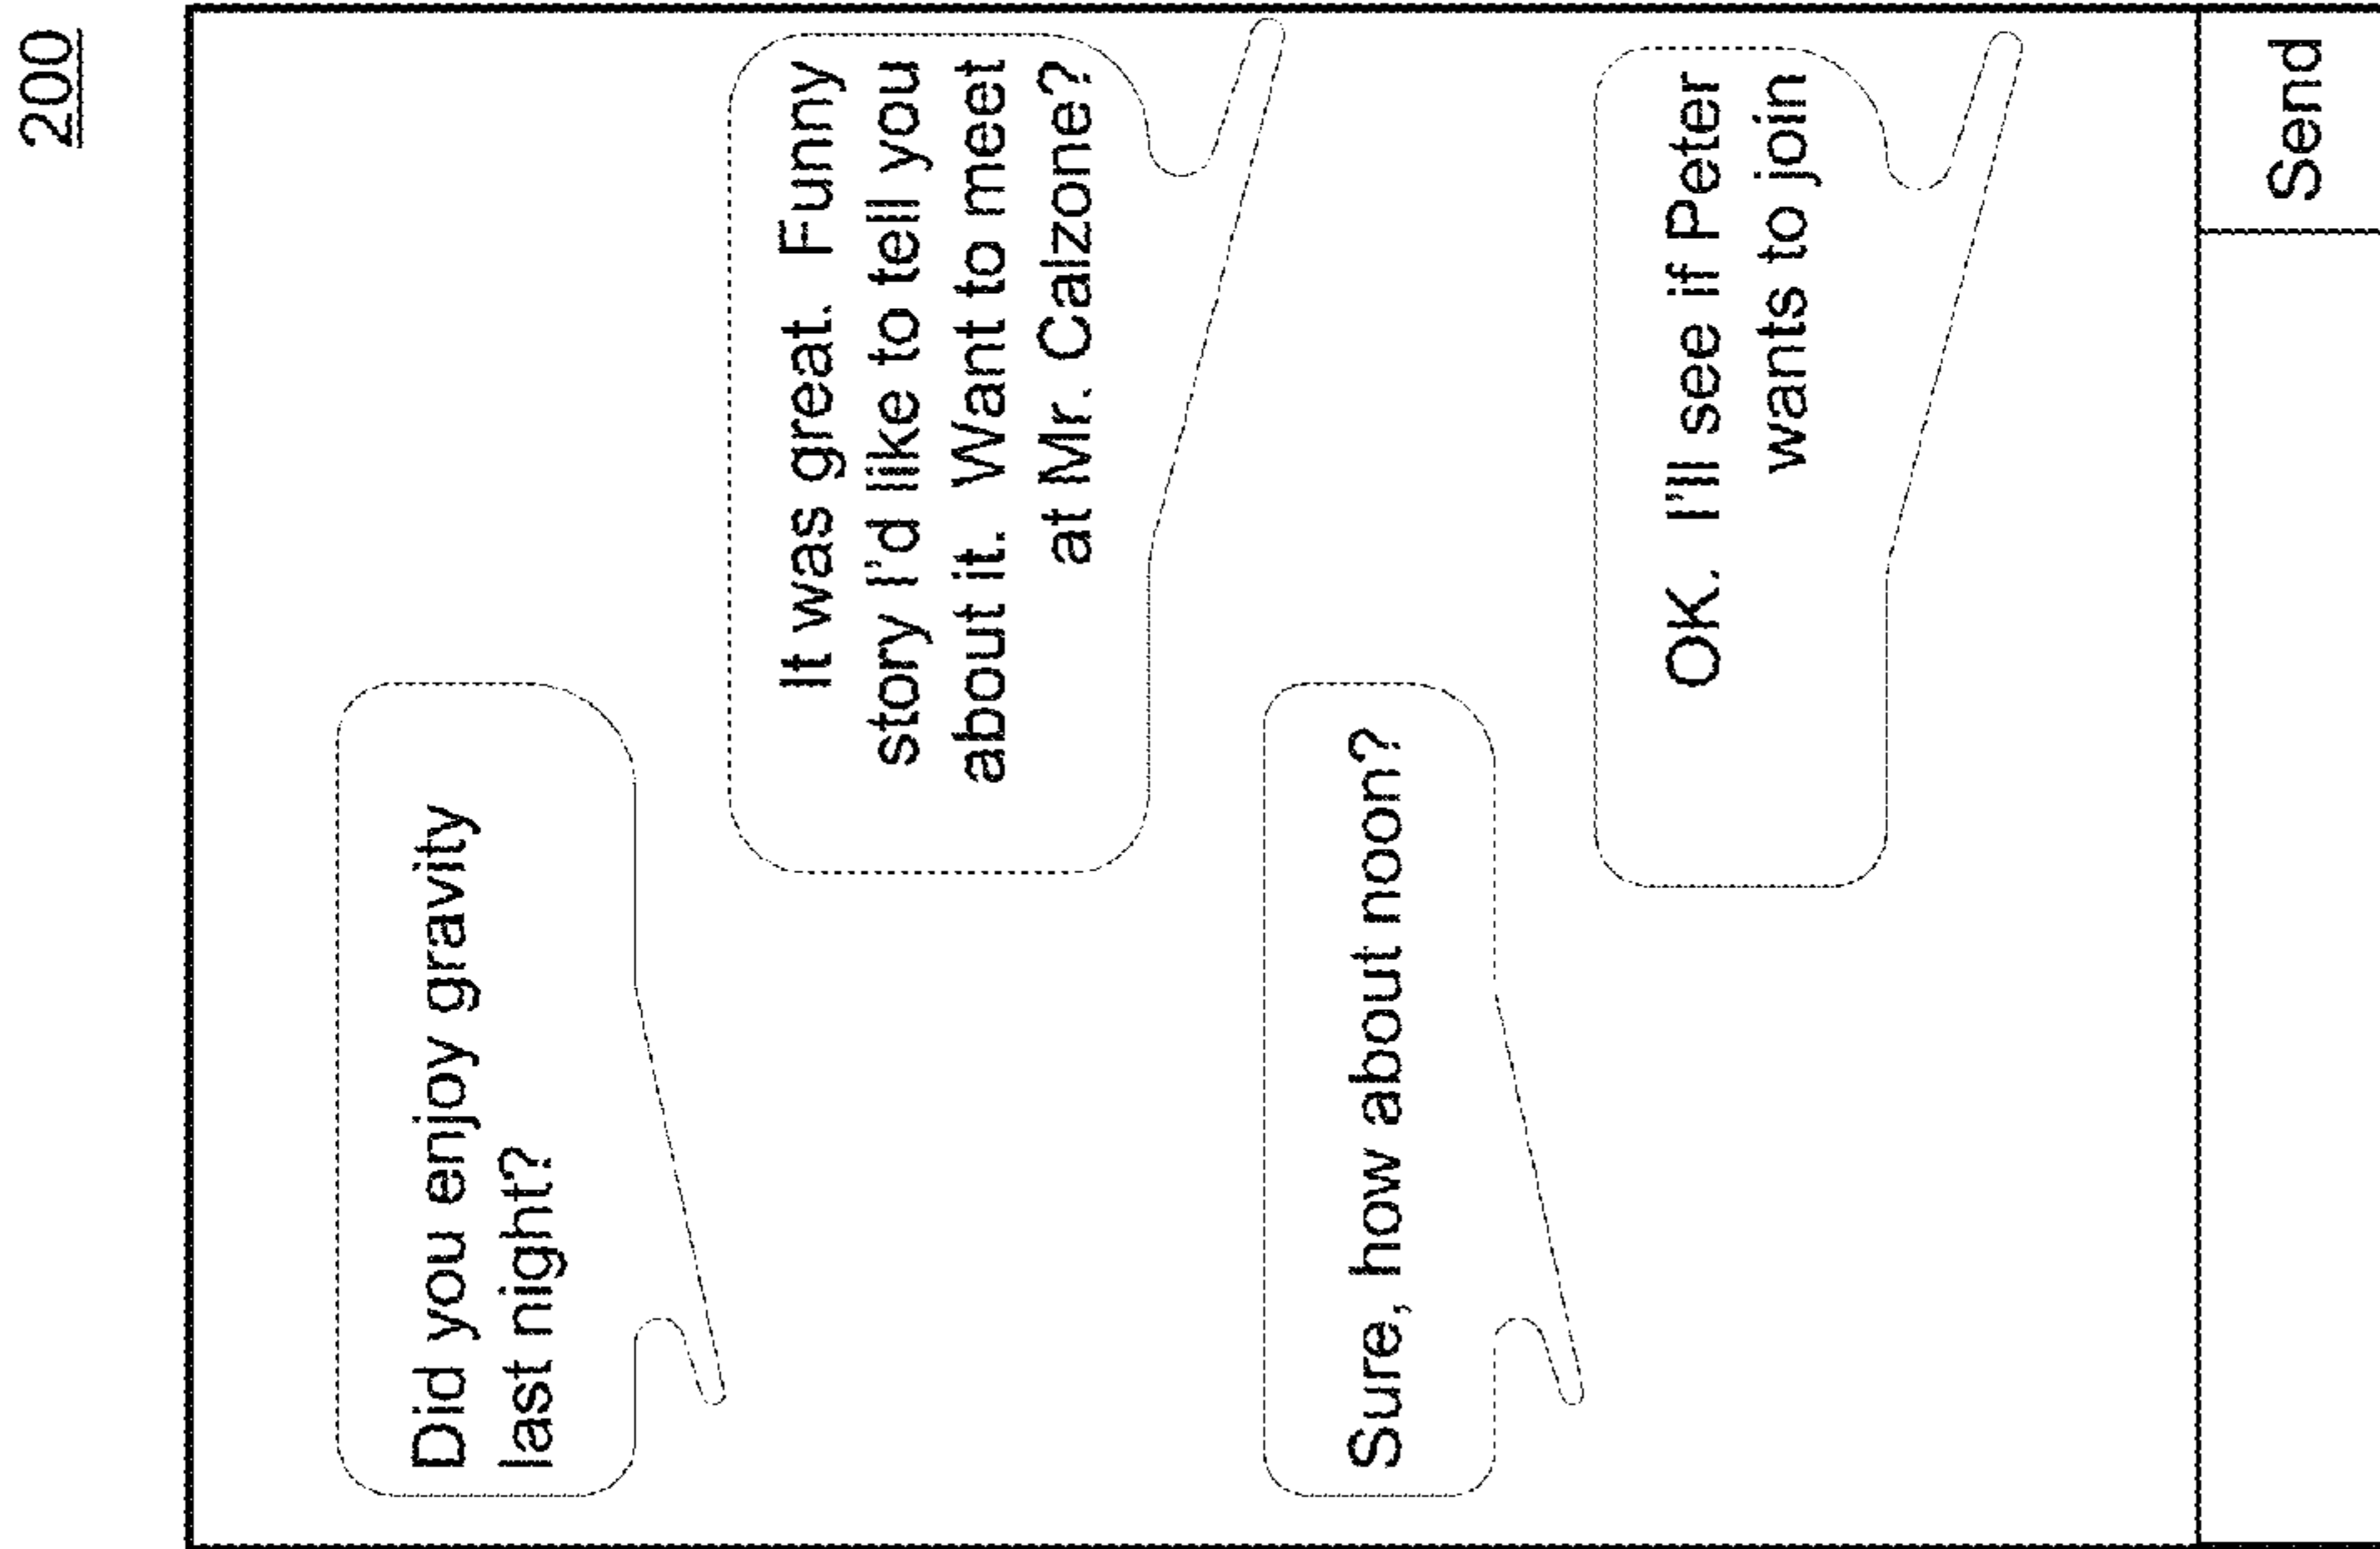 200
Did you enjoy gravity
last night?
It was great.  Funny
story I'd like to tell you
about it.  Want to meet
at Mr. Calzone?
Sure, how about noon?
OK.  I'll see if Peter
wants to join
Send